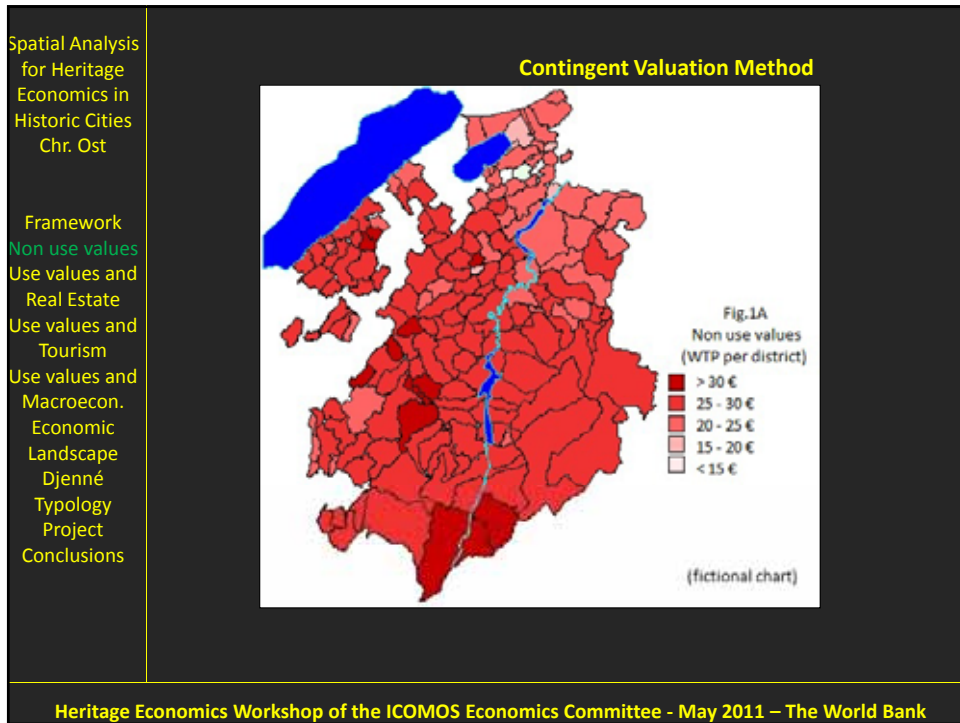 Spatial Analysis
for Heritage
Economics in
Historic Cities
Chr. Ost
Framework
Non use values
Use values and
Real Estate
Use values and
Tourism
Use values and
Macroecon.
Economic
Landscape
Djenné
Typology
Project
Conclusions
Contingent Valuation Method
Fig.1A
Non use values
(WTP per district)
> 30 €
25 - 30 €
20 - 25 €
15 - 20 €
< 15 €
(fictional chart)
Heritage Economics Workshop of the ICOMOS Economics Committee - May 2011 – The World Bank